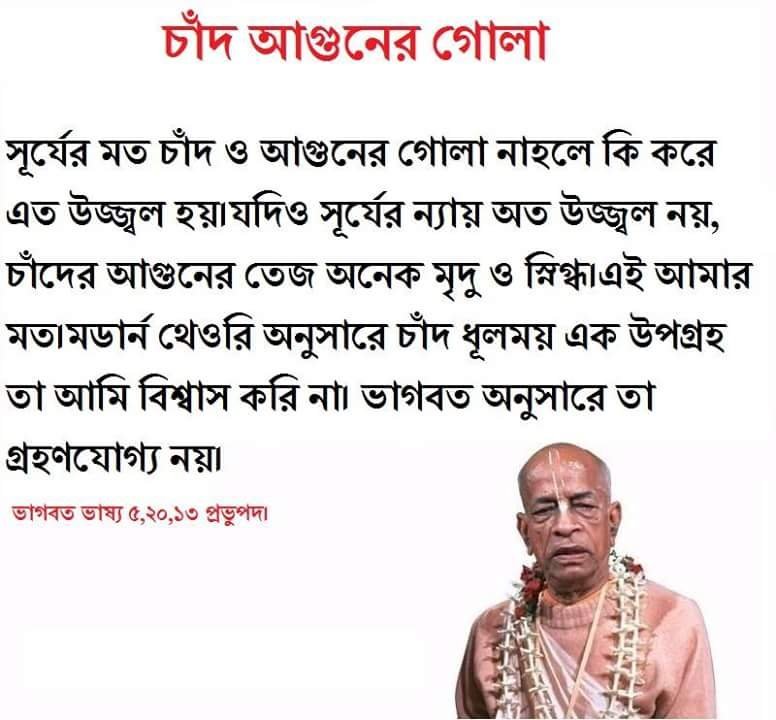 চাঁদ আগুনের গোলা
সূর্যের মত চাঁদ ও আগুনের গোলা নাহলে কি করে
এত উজ্জ্বল হয়।যদিও সূর্যের ন্যায় অত উজ্জ্বল নয়,
চাঁদের আগুনের তেজ অনেক মৃদু ও স্নিগ্ধ।এই আমার
মত।মডার্ন থেওরি অনুসারে চাঁদ ধূলময় এক উপগ্রহ
তা আমি বিশ্বাস করি না। ভাগবত অনুসারে তা
গ্রহণযোগ্য নয়।
ভাগবত ভাষ্য ৫,২০,১৩ প্রভুপদ।